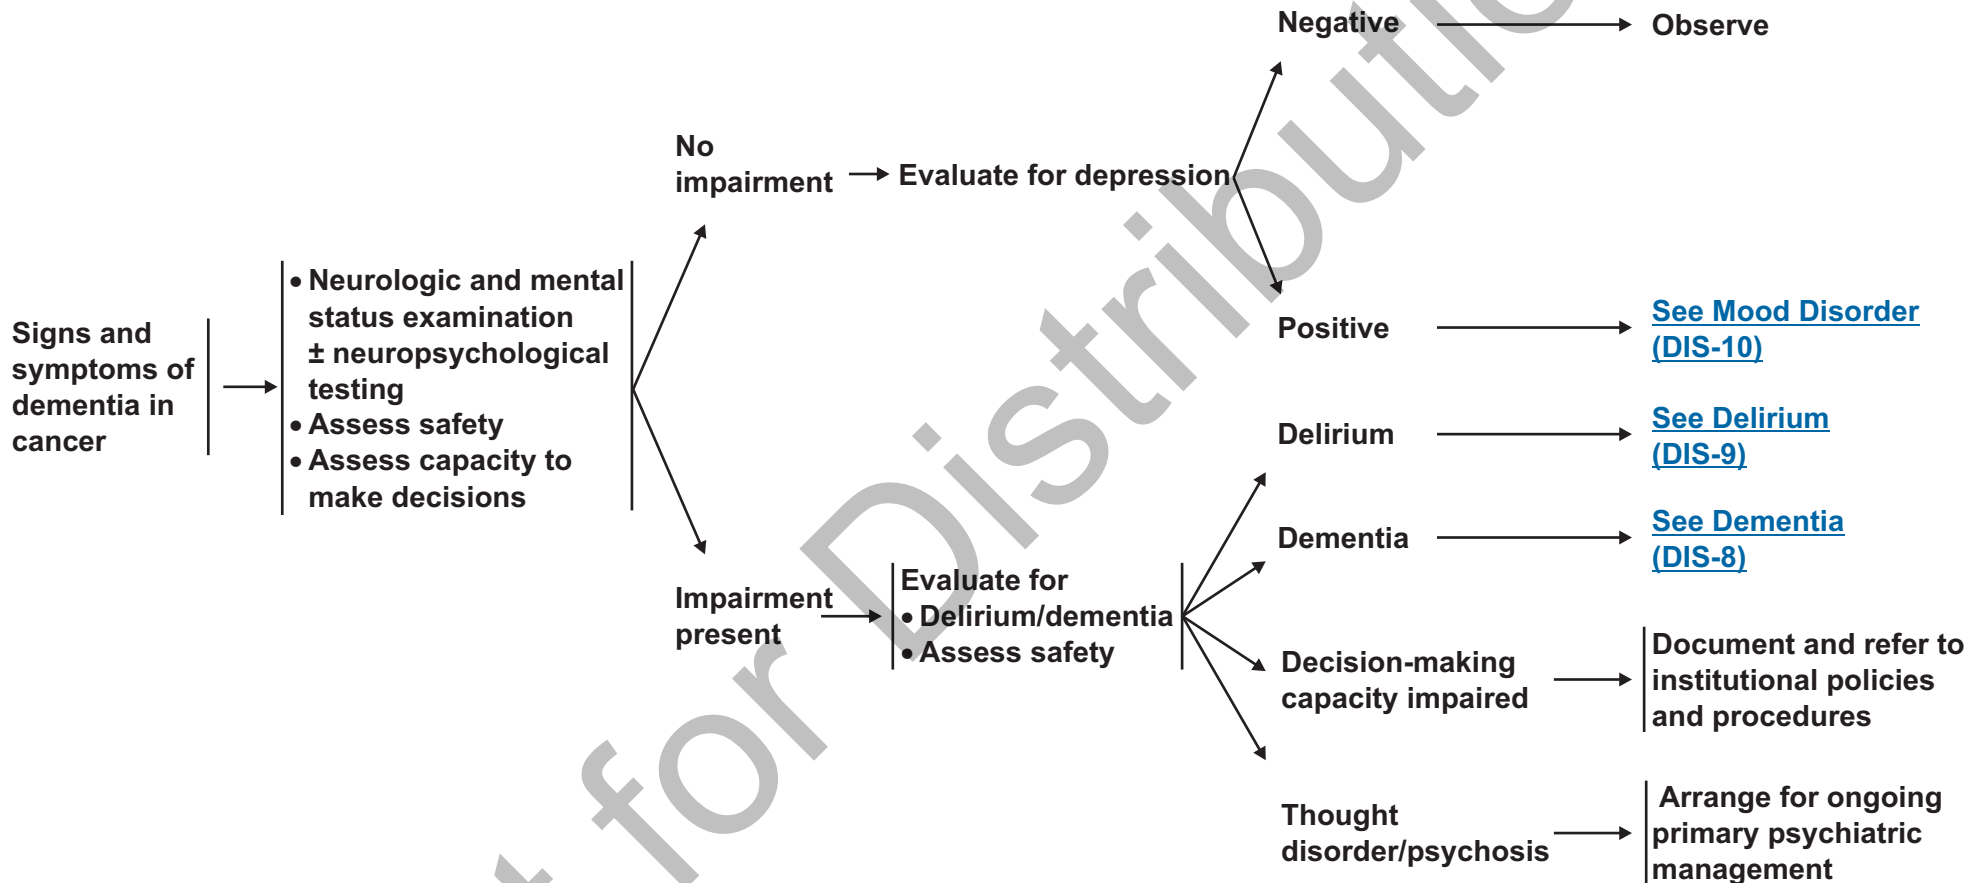 Signs and
symptoms of
dementia in
cancer
• Neurologic and mental
status examination
± neuropsychological
testing
• Assess safety
• Assess capacity to
make decisions
No
impairment
Evaluate for depression
Negative
Observe
Positive
See Mood Disorder
(DIS-10)
Impairment
present
Evaluate for
• Delirium/dementia
• Assess safety
Delirium
See Delirium
(DIS-9)
Dementia
See Dementia
(DIS-8)
Decision-making
capacity impaired
Document and refer to
institutional policies
and procedures
Thought
disorder/psychosis
Arrange for ongoing
primary psychiatric
management
for Distributio